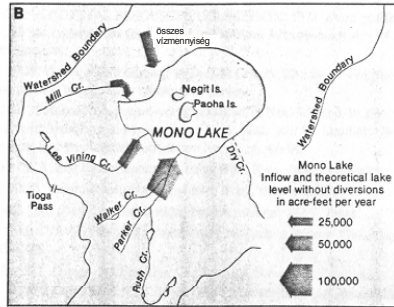 B
összes
vízmennyiség
Watershed Boundary
Mill Cr.
Negit Is.
Paoha Is.
MONO LAKE
Watershed Boundary
Lee Vining Cr.
Dry Cr.
Tioga
Pass
Walker Cr.
Parker Cr.
Rush Cr.
Mono Lake
Inflow and theoretical lake
level without diversions
in acre-feet per year
25,000
50,000
100,000